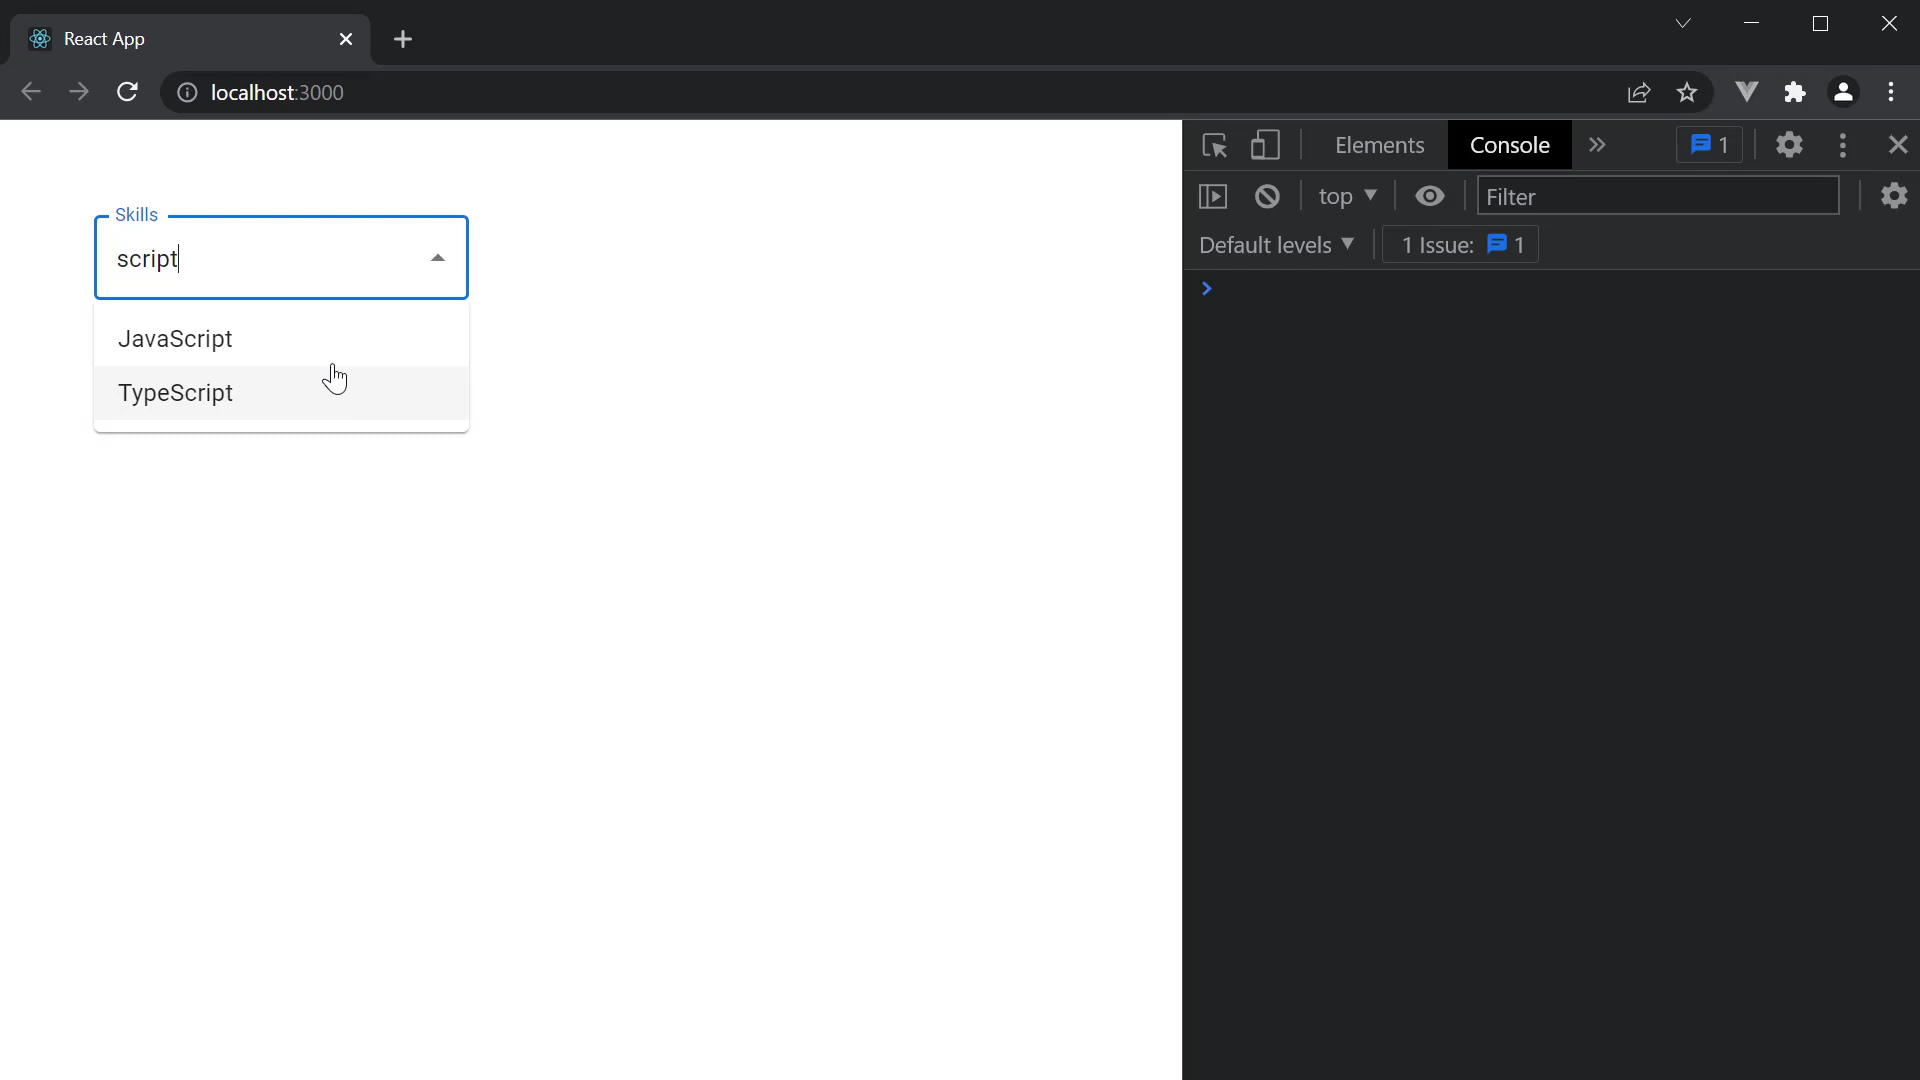 React App
localhost:3000
Elements Console 1
top Filter
Default levels 1 Issue: 1
Skills
script
JavaScript
TypeScript